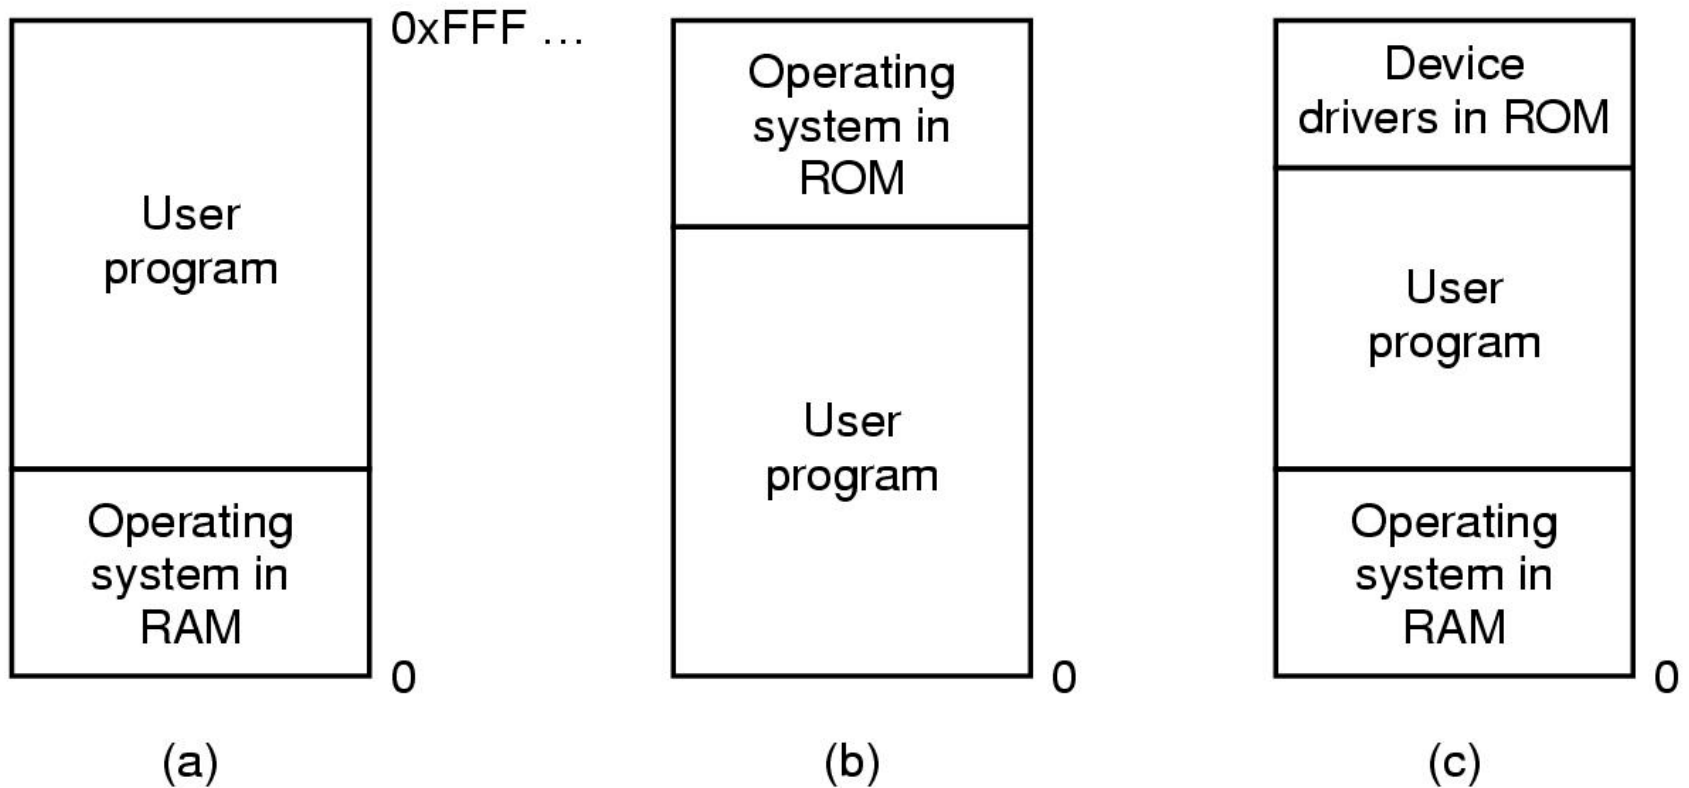 User
program
Operating
system in
RAM
0xFFF ...
0
(a)
Operating
system in
ROM
User
program
0
(b)
Device
drivers in ROM
User
program
Operating
system in
RAM
0
(c)